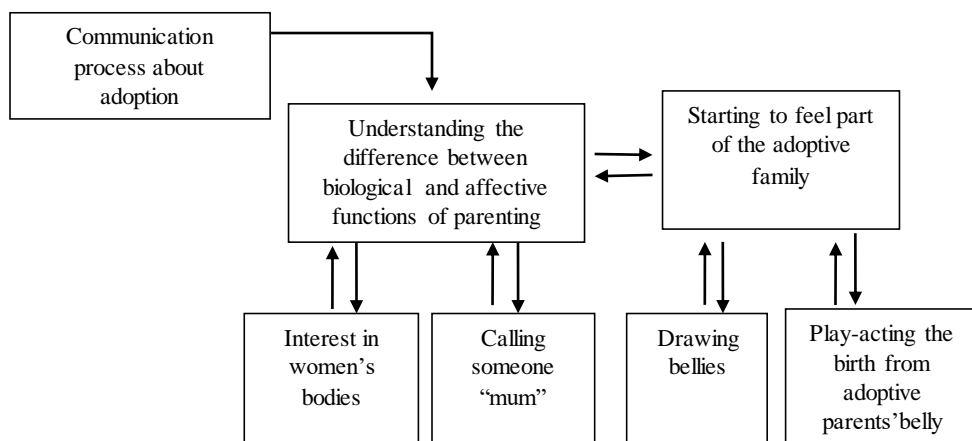 Communication
process about
adoption
Understanding the
difference between
biological and affective
functions of parenting
Starting to feel part
of the adoptive
family
Interest in
women’s
bodies
Calling
someone
“mum”
Drawing
bellies
Play-acting the
birth from
adoptive
parents’belly